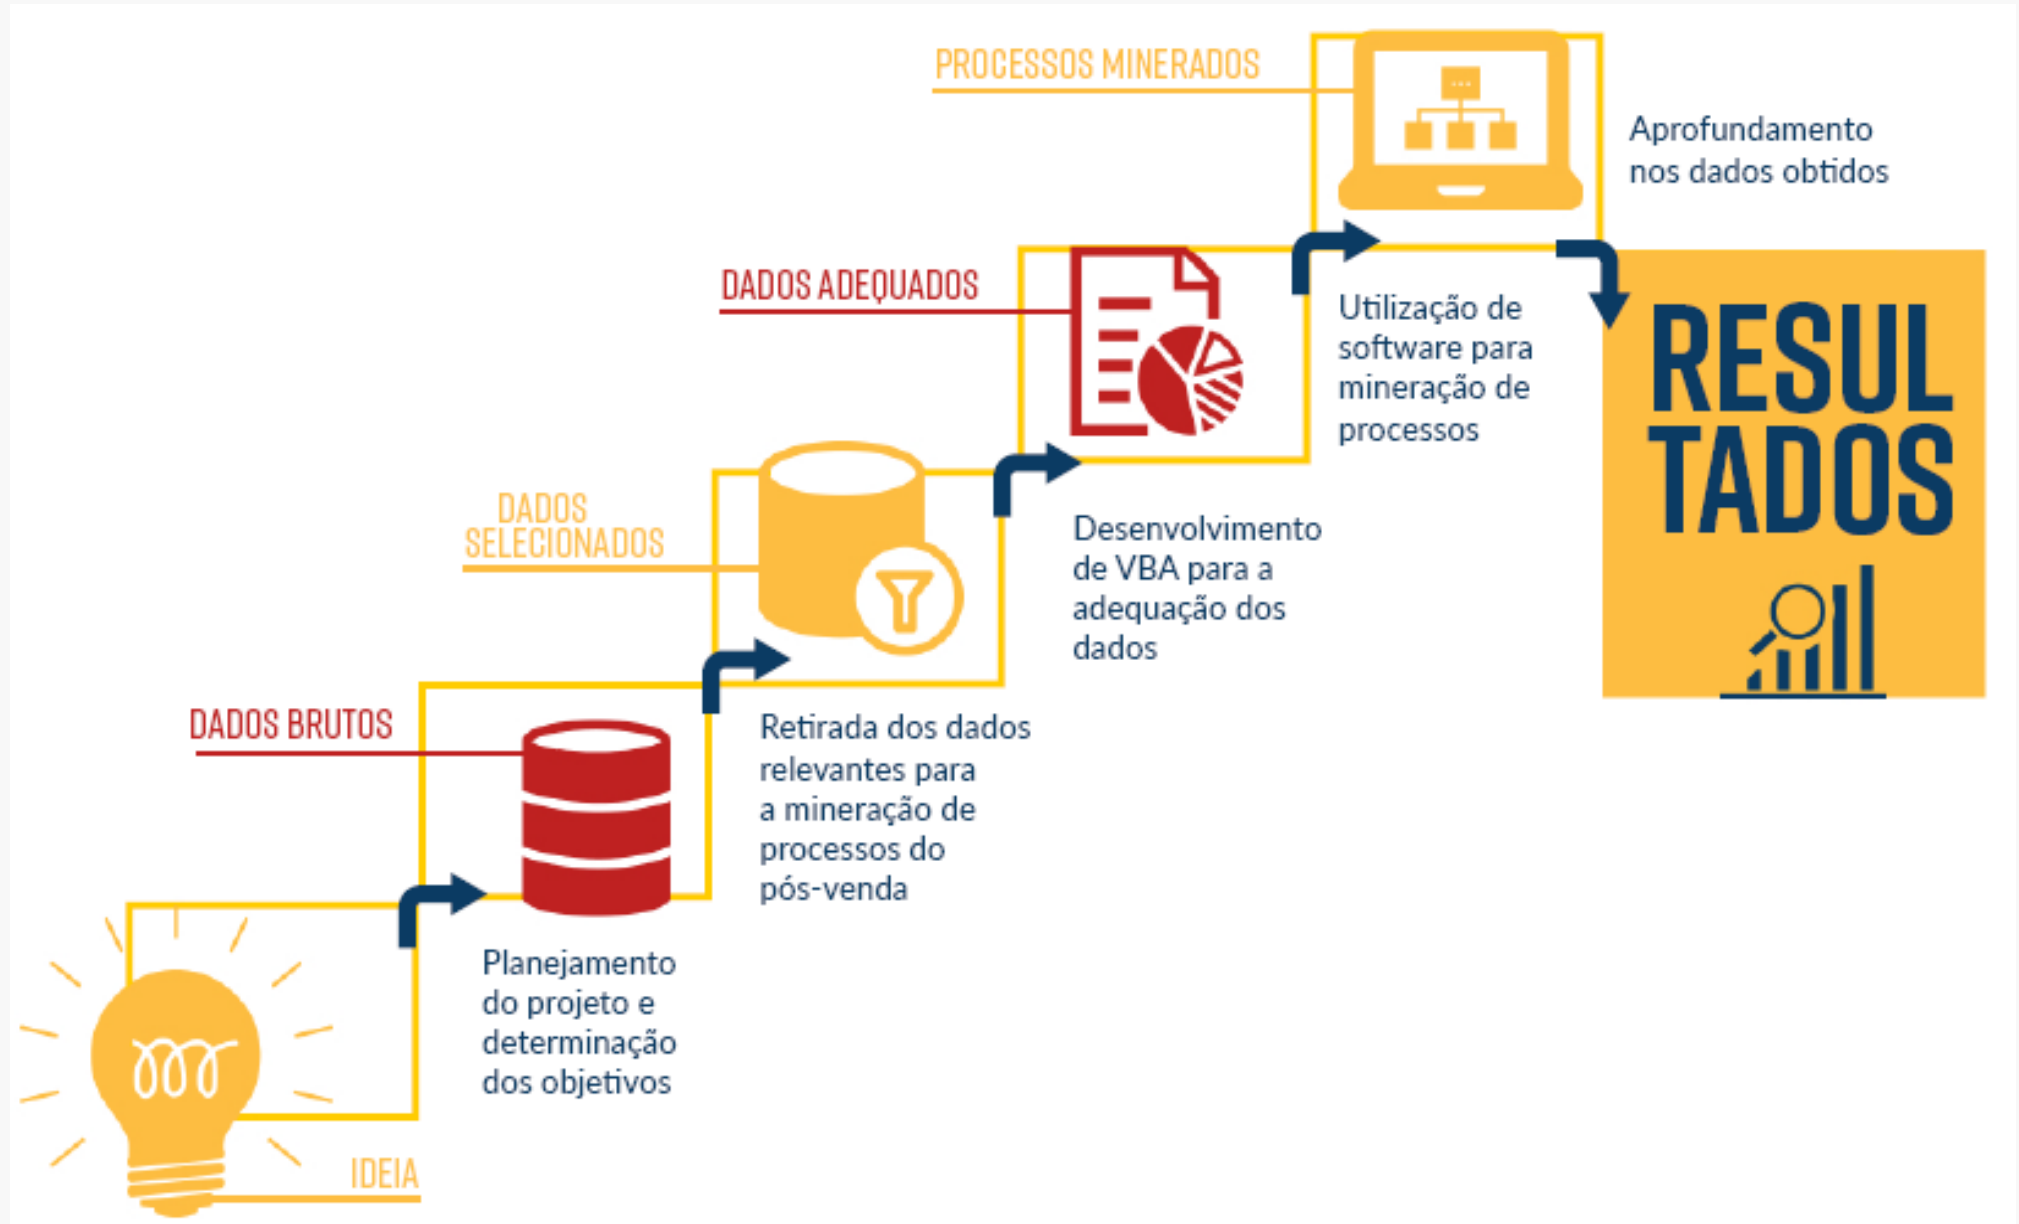 PROCESSOS MINERADOS
Aprofundamento
nos dados obtidos
DADOS ADEQUADOS
Utilização de
software para
mineração de
processos
RESUL
TADOS
DADOS
SELECIONADOS
Desenvolvimento
de VBA para a
adequação dos
dados
DADOS BRUTOS
Retirada dos dados
relevantes para
a mineração de
processos do
pós-venda
Planejamento
do projeto e
determinação
dos objetivos
IDEIA